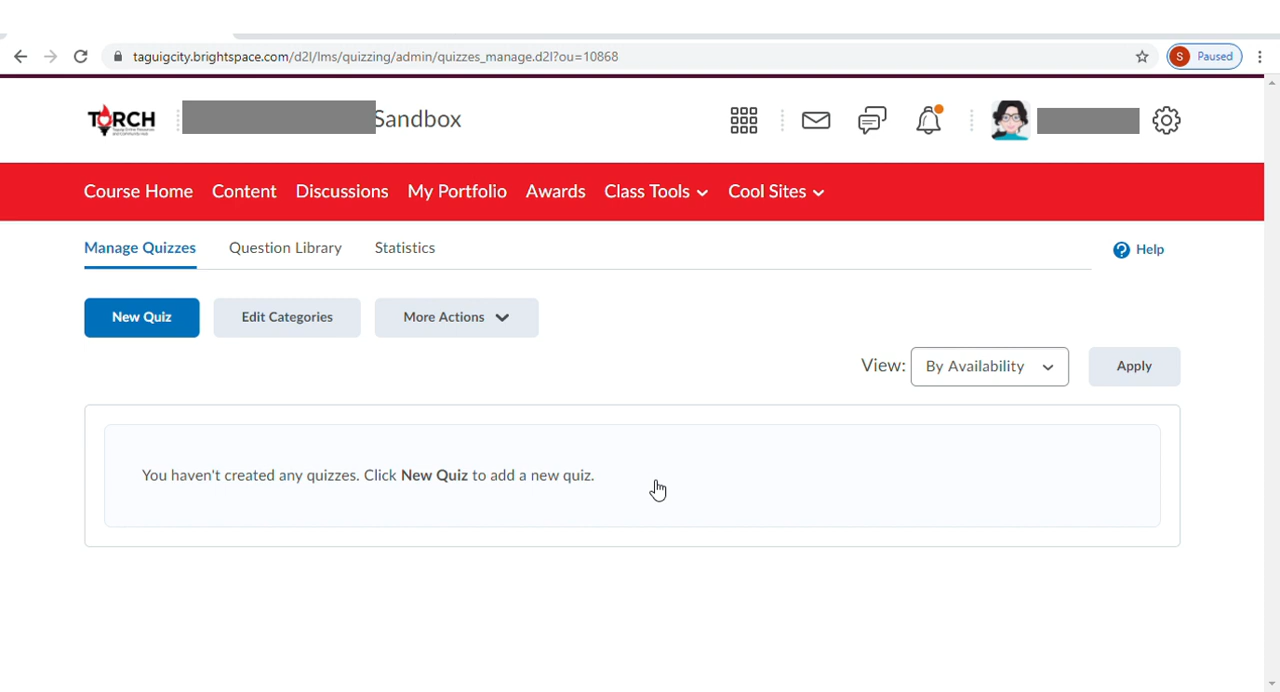 taguigcity.brightspace.com/d2l/lms/quizzing/admin/quizzes_manage.d2l?ou=10868
S Paused
TORCH
Sandbox
Course Home Content Discussions My Portfolio Awards Class Tools Cool Sites
Manage Quizzes Question Library Statistics
? Help
New Quiz Edit Categories More Actions
View: By Availability Apply
You haven't created any quizzes. Click New Quiz to add a new quiz.